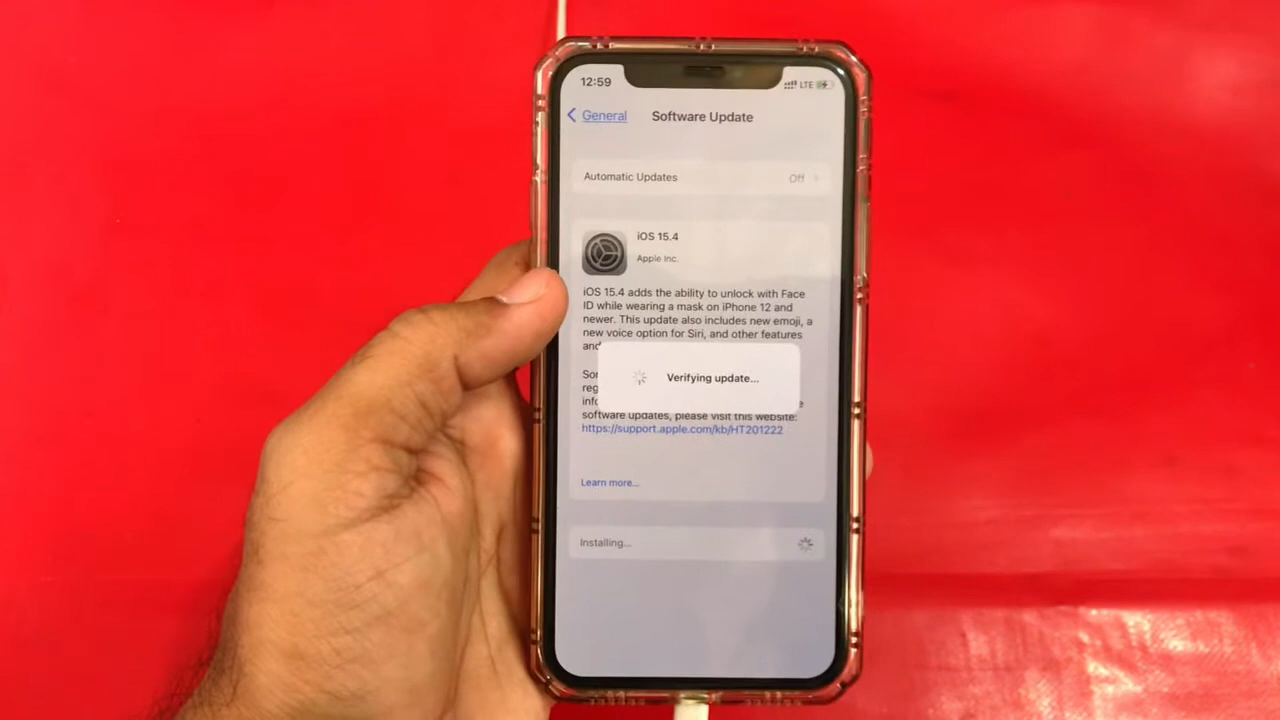 12:59
LTE
General
Software Update
Automatic Updates
Off
iOS 15.4
Apple Inc.
iOS 15.4 adds the ability to unlock with Face
ID while wearing a mask on iPhone 12 and
newer. This update also includes new emoji, a
new voice option for Siri, and other features
and
Verifying update...
software updates, please visit this website:
https://support.apple.com/kb/HT201222
Learn more...
Installing...